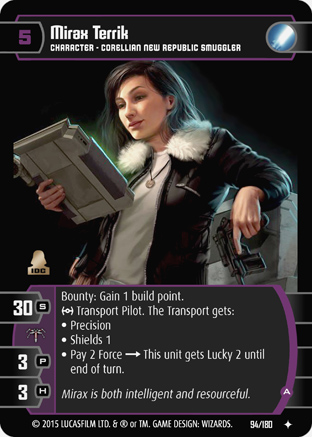 5
Mirax Terrik
CHARACTER - CORELLIAN NEW REPUBLIC SMUGGLER
IDC
30 S
3 P
3 H
Bounty: Gain 1 build point.
Transport Pilot. The Transport gets:
• Precision
• Shields 1
• Pay 2 Force → This unit gets Lucky 2 until
end of turn.
Mirax is both intelligent and resourceful.
A
© 2015 LUCASFILM LTD. & ® or TM. GAME DESIGN: WIZARDS.
94/180